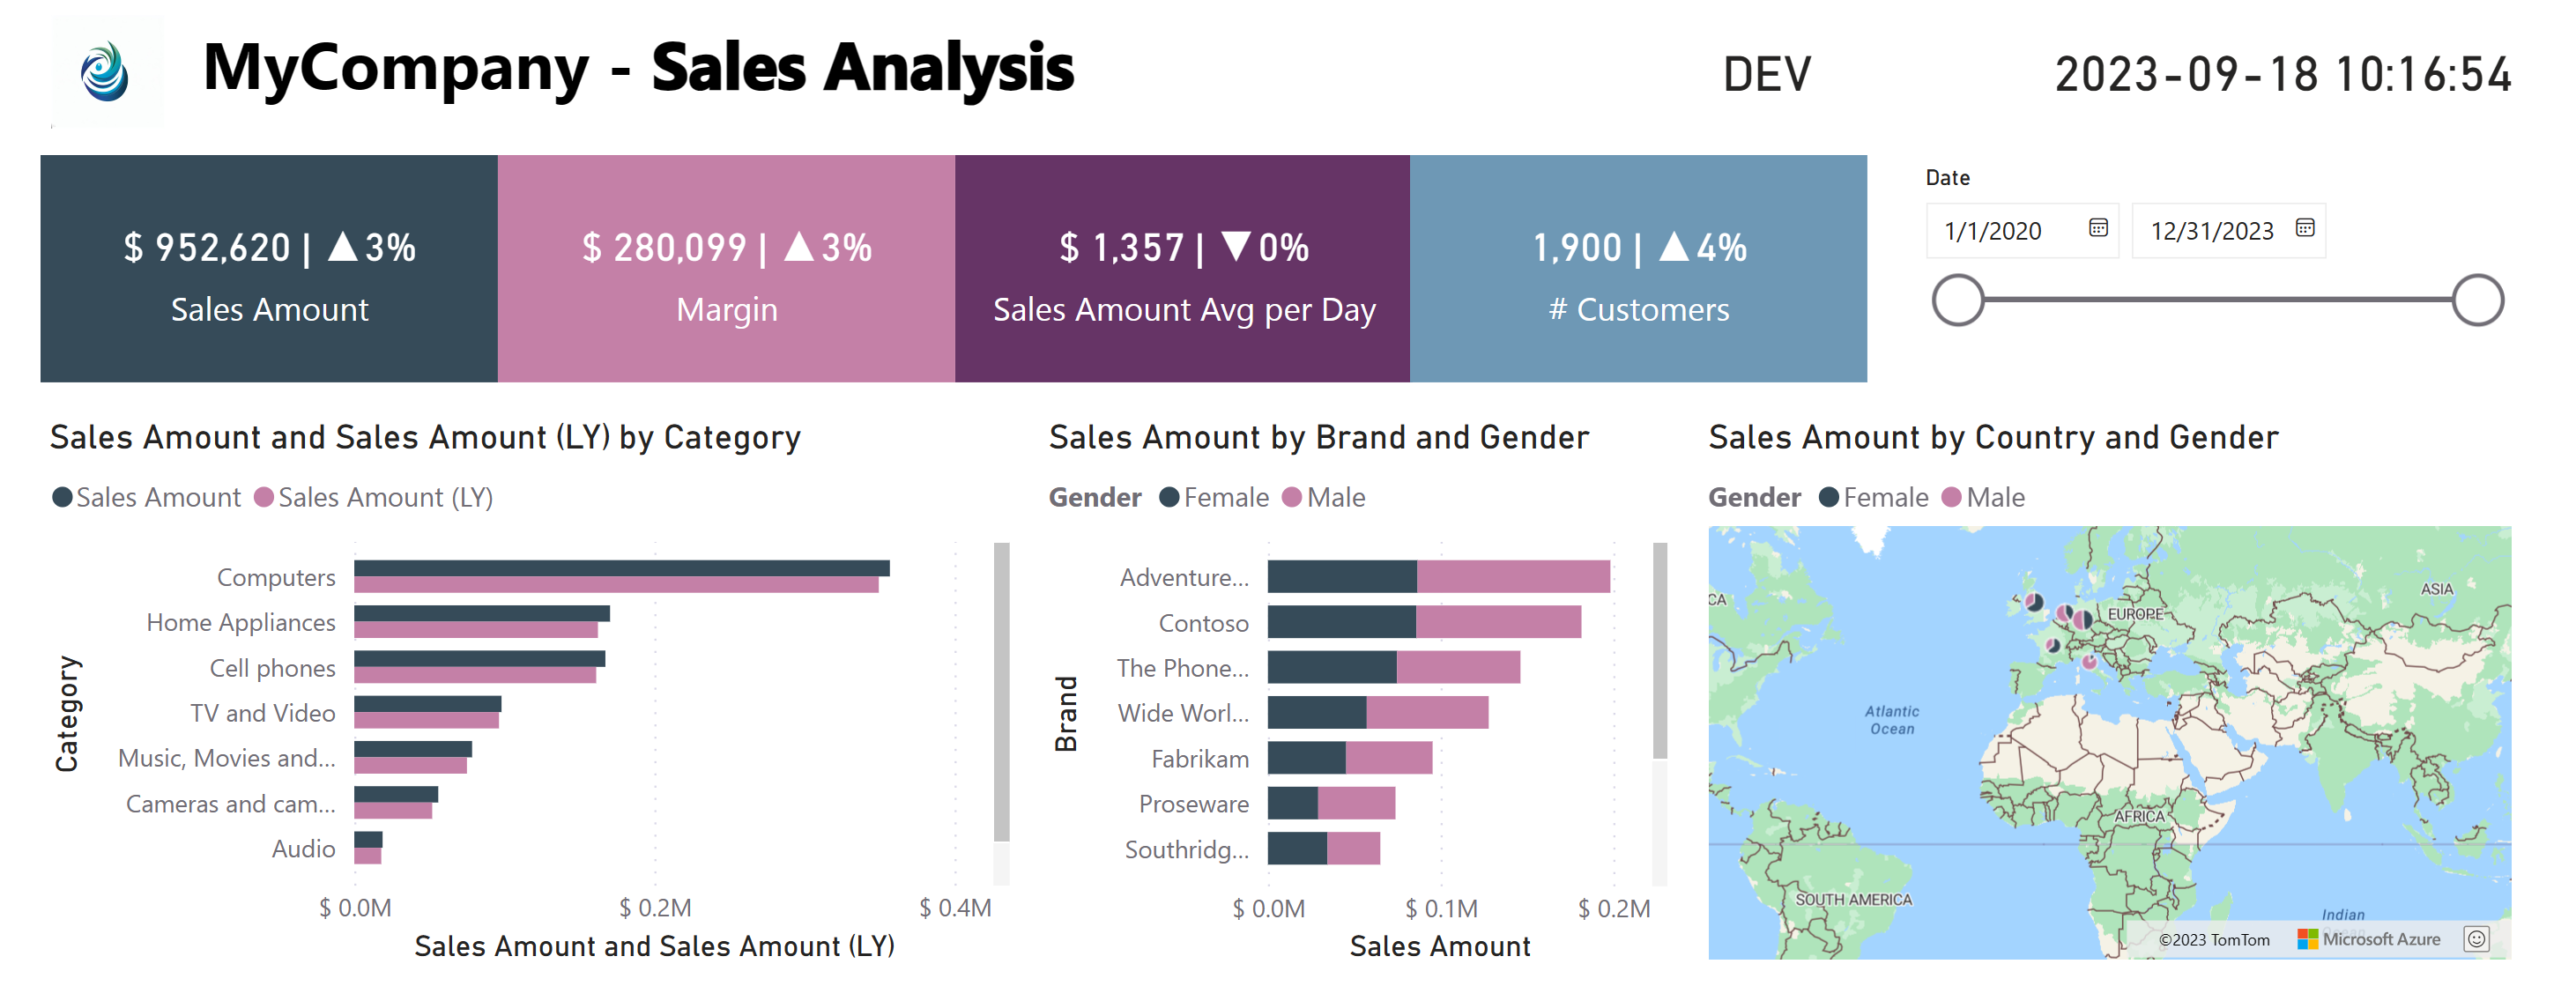 MyCompany - Sales Analysis
DEV
2023-09-18 10:16:54
$ 952,620 | ▲3%
Sales Amount
$ 280,099 | ▲3%
Margin
$ 1,357 | ▼0%
Sales Amount Avg per Day
1,900 | ▲4%
# Customers
Date
1/1/2020
12/31/2023
Sales Amount and Sales Amount (LY) by Category
Sales Amount Sales Amount (LY)
Category
Computers
Home Appliances
Cell phones
TV and Video
Music, Movies and...
Cameras and cam...
Audio
$ 0.0M $ 0.2M $ 0.4M
Sales Amount and Sales Amount (LY)
Sales Amount by Brand and Gender
Gender Female Male
Brand
Adventure...
Contoso
The Phone...
Wide Worl...
Fabrikam
Proseware
Southridg...
$ 0.0M $ 0.1M $ 0.2M
Sales Amount
Sales Amount by Country and Gender
Gender Female Male
CA
ASIA
EUROPE
Atlantic
Ocean
AFRICA
SOUTH AMERICA
Indian
Ocean
©2023 TomTom Microsoft Azure